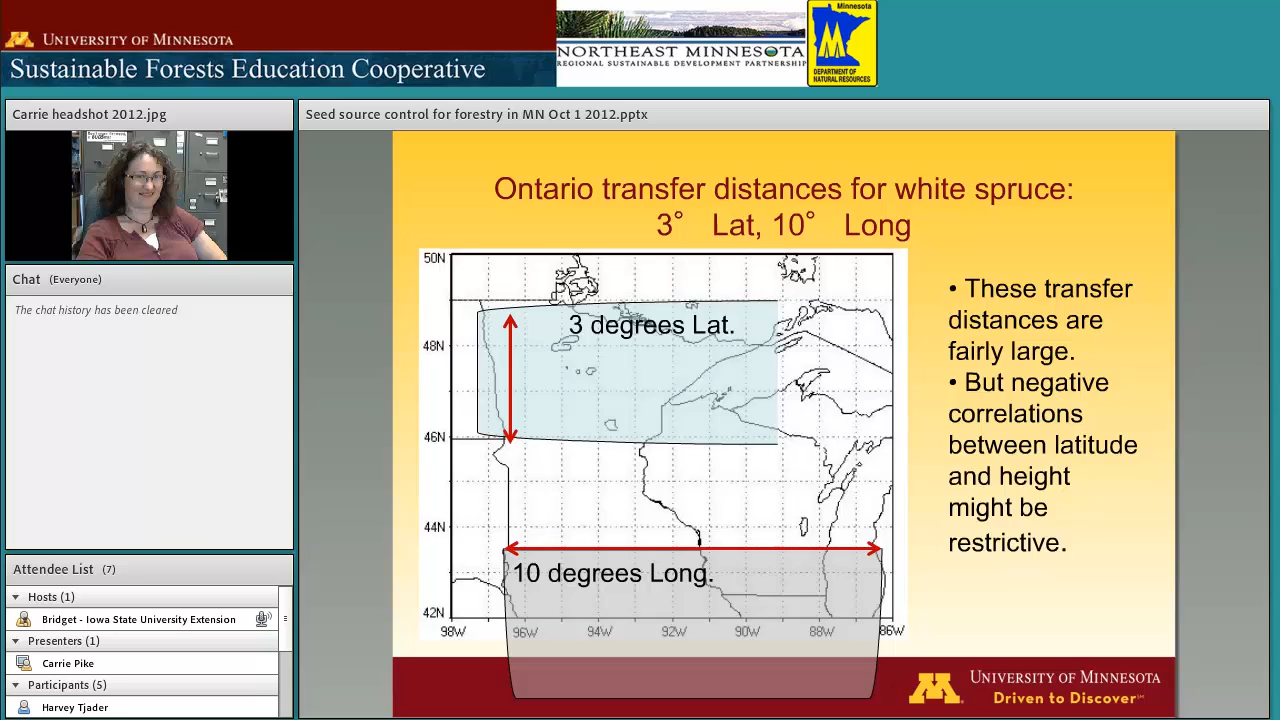 UNIVERSITY OF MINNESOTA
Sustainable Forests Education Cooperative
NORTHEAST MINNESOTA
REGIONAL SUSTAINABLE DEVELOPMENT PARTNERSHIP
Minnesota
DEPARTMENT OF
NATURAL RESOURCES
Carrie headshot 2012.jpg
Chat (Everyone)
The chat history has been cleared
Attendee List (7)
Hosts (1)
Bridget - Iowa State University Extension
Presenters (1)
Carrie Pike
Participants (5)
Harvey Tjader
Seed source control for forestry in MN Oct 1 2012.pptx
Ontario transfer distances for white spruce:
3° Lat, 10° Long
50N
3 degrees Lat.
48N
46N
44N
10 degrees Long.
42N
98W 96W 94W 92W 90W 88W 86W
• These transfer
distances are
fairly large.
• But negative
correlations
between latitude
and height
might be
restrictive.
UNIVERSITY OF MINNESOTA
Driven to Discover℠